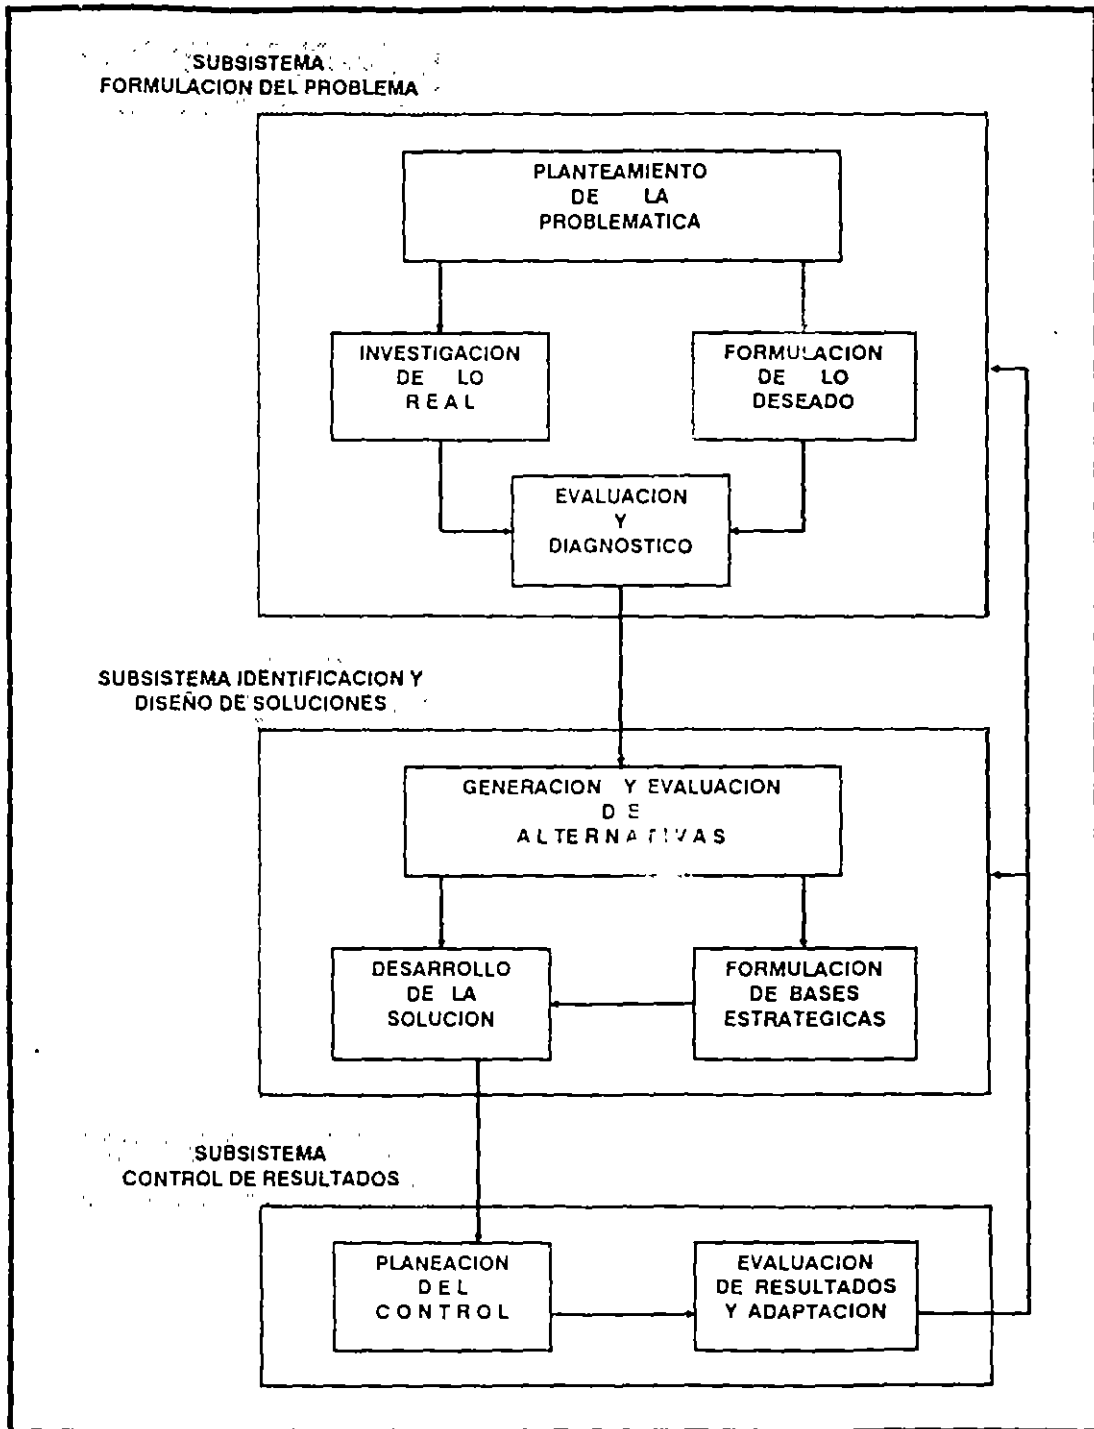 SUBSISTEMA
FORMULACION DEL PROBLEMA
PLANTEAMIENTO
DE LA
PROBLEMATICA
INVESTIGACION
DE LO
REAL
FORMULACION
DE LO
DESEADO
EVALUACION
Y
DIAGNOSTICO
SUBSISTEMA IDENTIFICACION Y
DISEÑO DE SOLUCIONES
GENERACION Y EVALUACION
DE
ALTERNATIVAS
DESARROLLO
DE LA
SOLUCION
FORMULACION
DE BASES
ESTRATEGICAS
SUBSISTEMA
CONTROL DE RESULTADOS
PLANEACION
DEL
CONTROL
EVALUACION
DE RESULTADOS
Y ADAPTACION